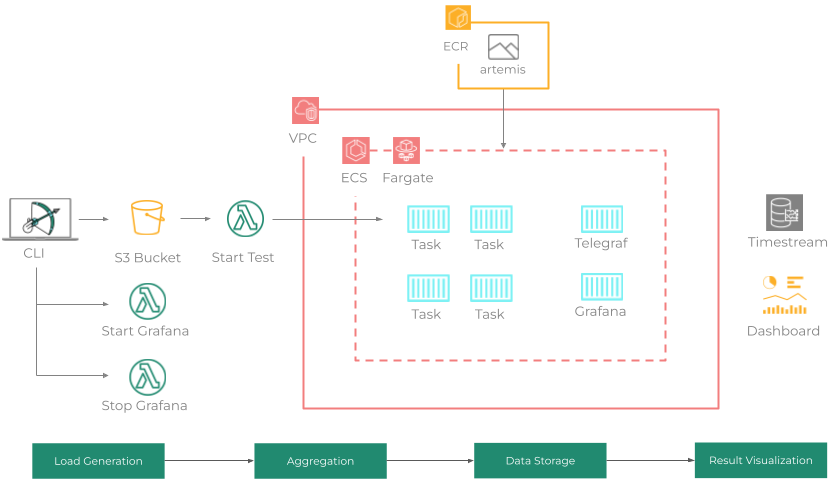 ECR
artemis
VPC
ECS
Fargate
CLI
S3 Bucket
Start Test
Task
Task
Telegraf
Timestream
Start Grafana
Task
Task
Grafana
Dashboard
Stop Grafana
Load Generation
Aggregation
Data Storage
Result Visualization